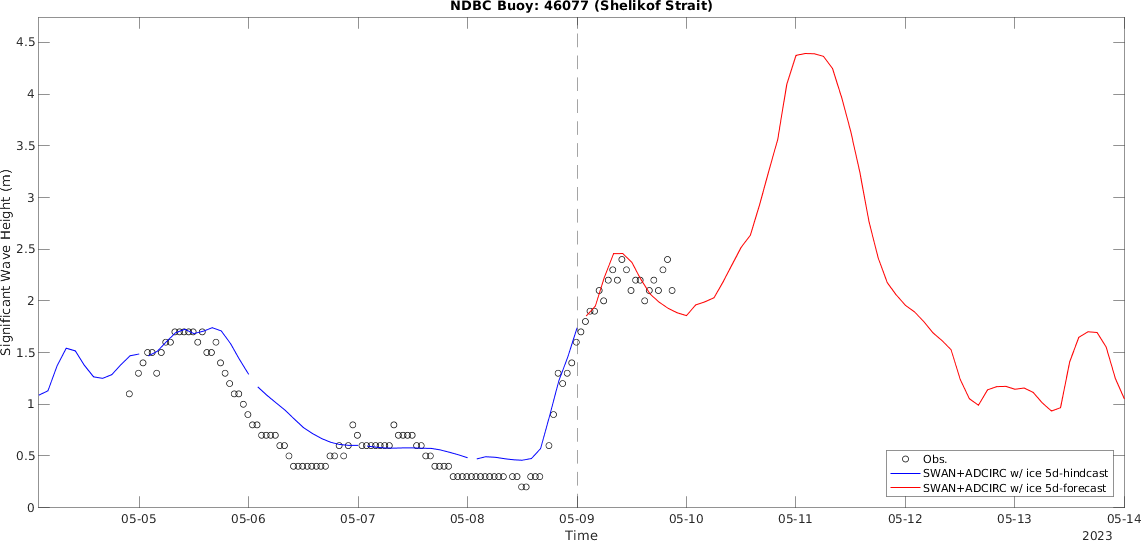 NDBC Buoy: 46077 (Shelikof Strait)
Significant Wave Height (m)
4.5
4
3.5
3
2.5
2
1.5
1
0.5
0
Obs.
SWAN+ADCIRC w/ ice 5d-hindcast
SWAN+ADCIRC w/ ice 5d-forecast
05-05 05-06 05-07 05-08 05-09 05-10 05-11 05-12 05-13 05-14
Time
2023